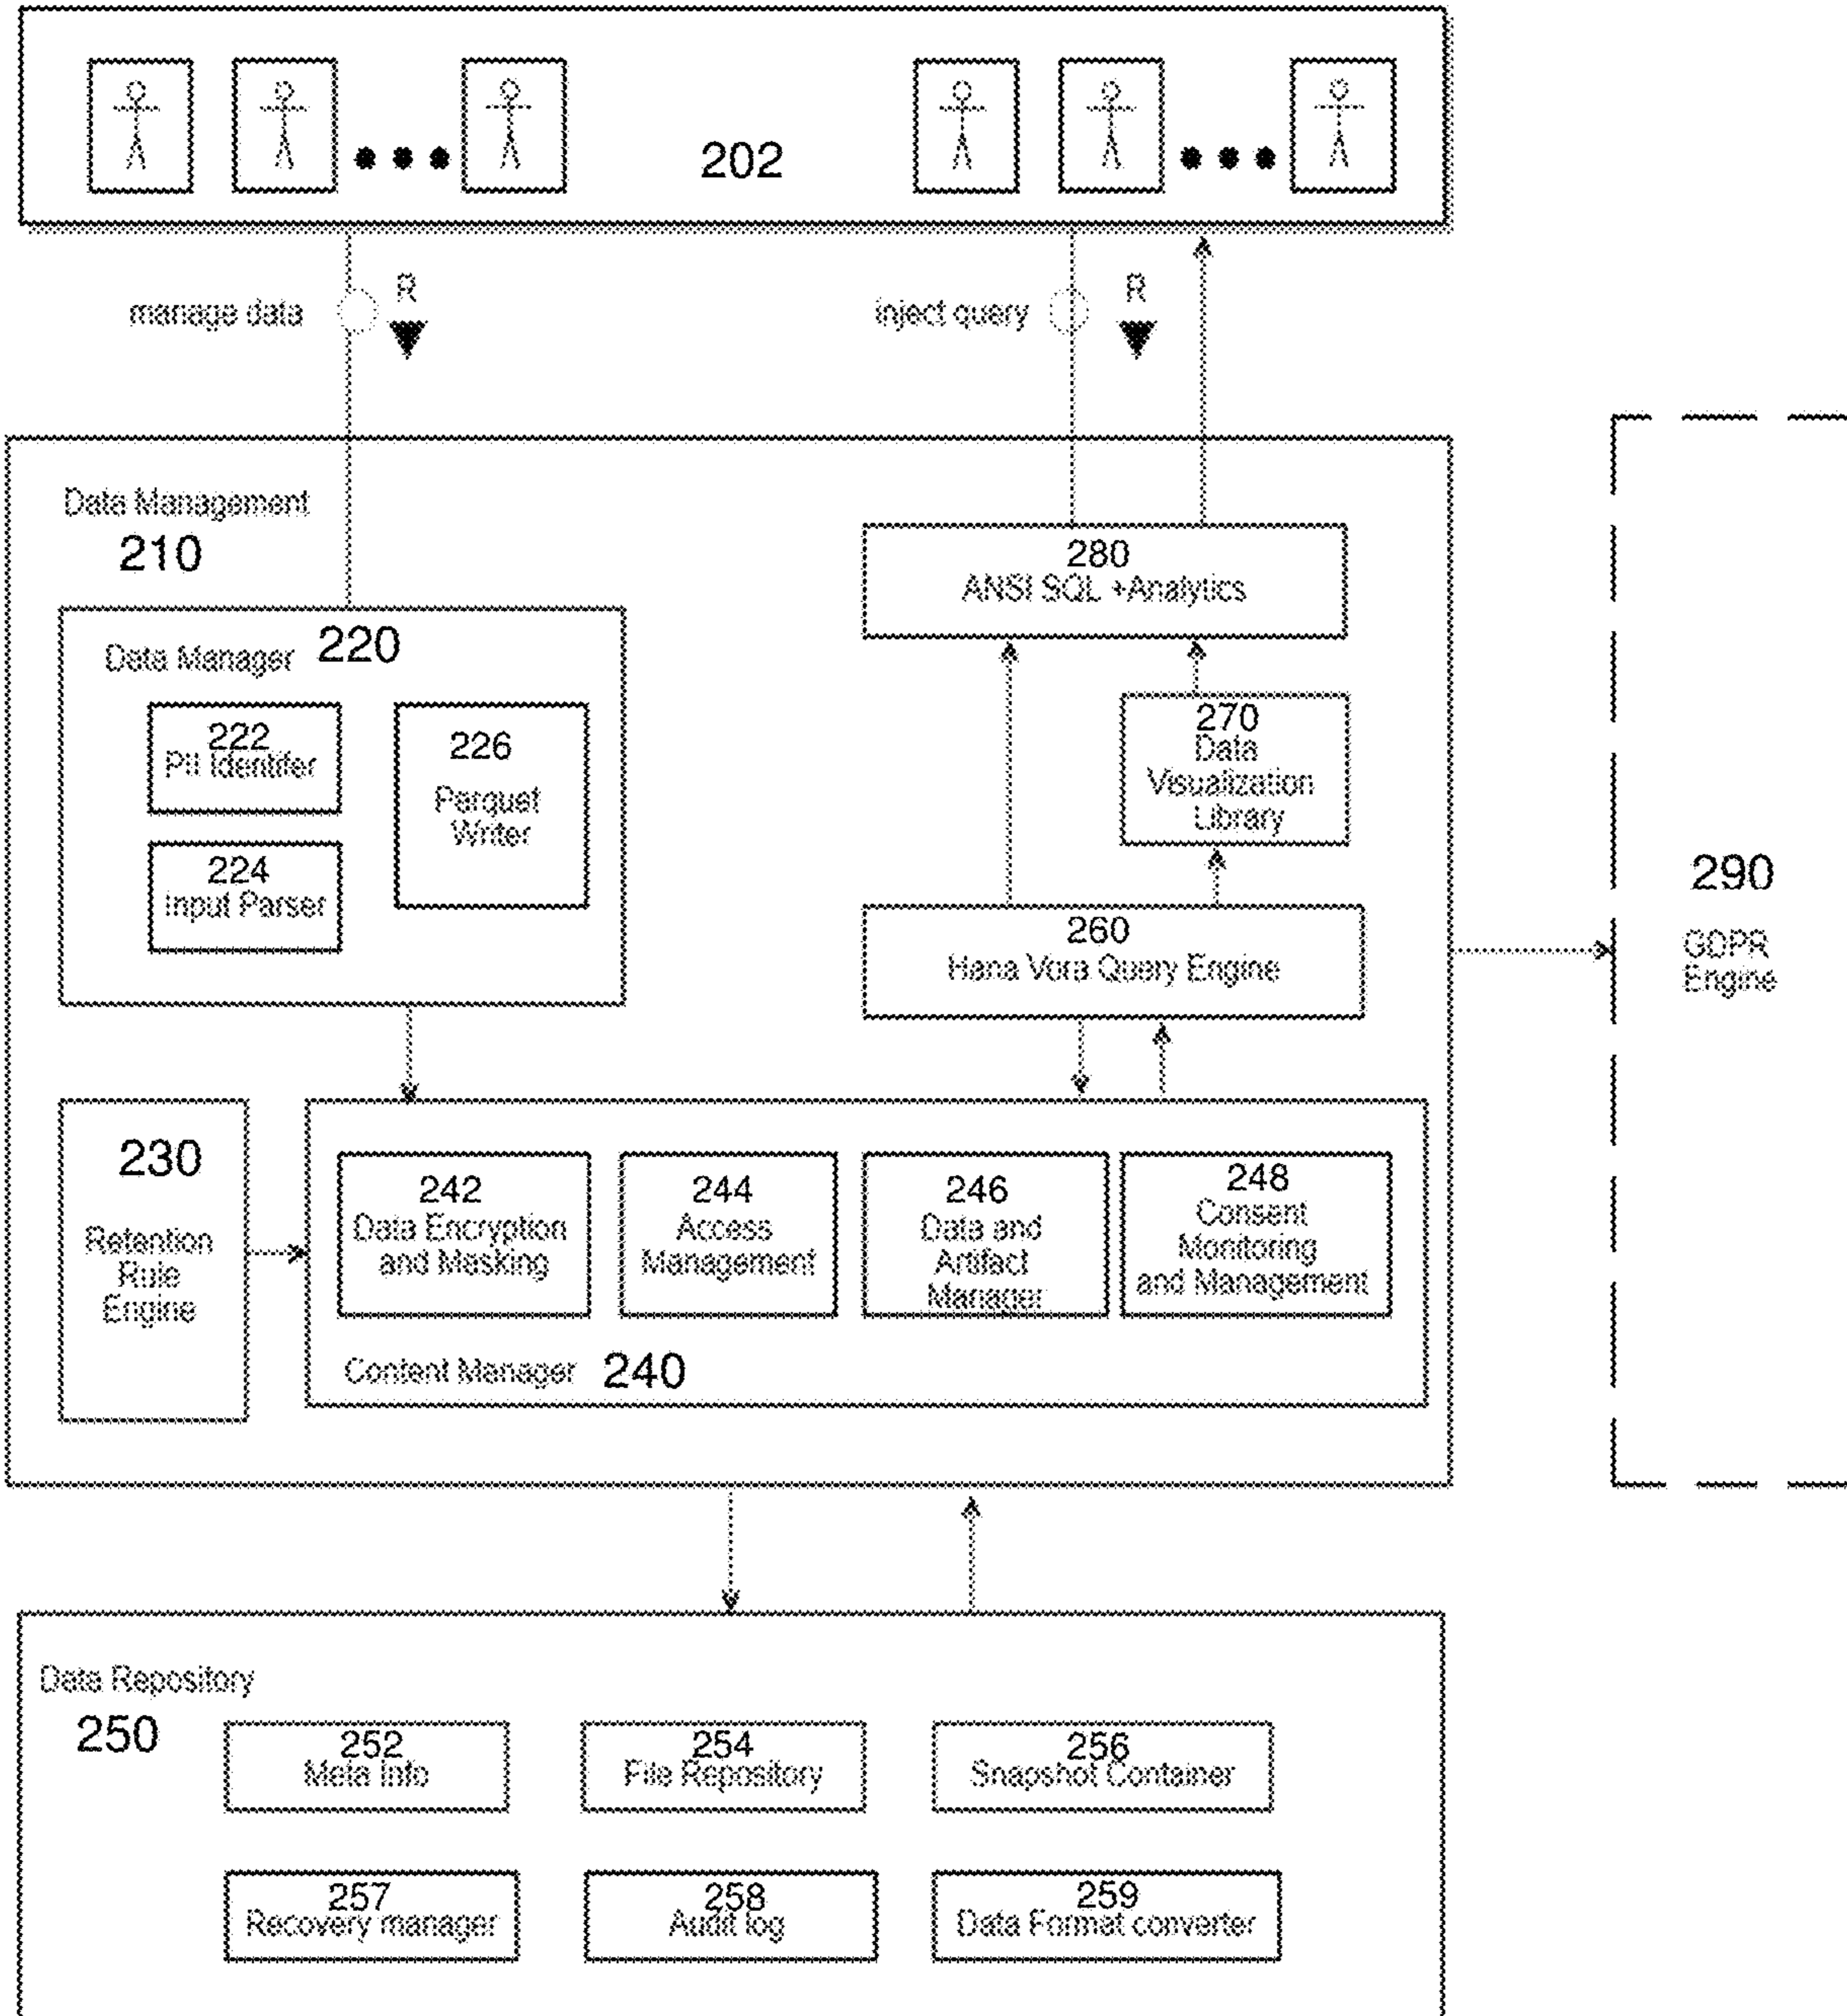 202
manage data
R
inject query
R
Data Management
210
Data Manager 220
222
PII Identifer
224
Input Parser
226
Parquet
Writer
280
ANSI SQL +Analytics
270
Data
Visualization
Library
260
Hana Vora Query Engine
290
GDPR
Engine
230
Retention
Rule
Engine
242
Data Encryption
and Masking
244
Access
Management
246
Data and
Artifact
Manager
248
Consent
Monitoring
and Management
Content Manager 240
Data Repository
250
252
Meta Info
254
File Repository
256
Snapshot Container
257
Recovery manager
258
Audit log
259
Data Format converter